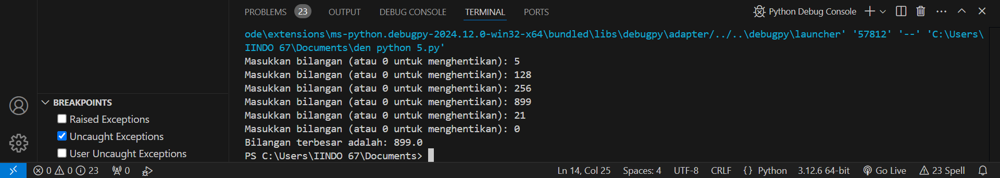 PROBLEMS 23 OUTPUT DEBUG CONSOLE TERMINAL PORTS Python Debug Console
ode\extensions\ms-python.debugpy-2024.12.0-win32-x64\bundled\libs\debugpy\adapter/../..\debugpy\launcher' '57812' '--' 'C:\Users\
IINDO 67\Documents\den python 5.py'
Masukkan bilangan (atau 0 untuk menghentikan): 5
Masukkan bilangan (atau 0 untuk menghentikan): 128
Masukkan bilangan (atau 0 untuk menghentikan): 256
Masukkan bilangan (atau 0 untuk menghentikan): 899
Masukkan bilangan (atau 0 untuk menghentikan): 21
Masukkan bilangan (atau 0 untuk menghentikan): 0
Bilangan terbesar adalah: 899.0
PS C:\Users\IINDO 67\Documents>
BREAKPOINTS
Raised Exceptions
Uncaught Exceptions
User Uncaught Exceptions
0 0 23 0 Ln 14, Col 25 Spaces: 4 UTF-8 CRLF {} Python 3.12.6 64-bit Go Live 23 Spell